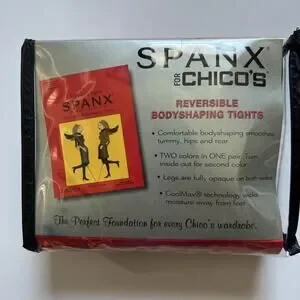 SPANX®
FOR CHICO'S®
REVERSIBLE
BODYSHAPING TIGHTS
• Comfortable bodyshaping smoothes
tummy, hips and rear
• TWO colors in ONE pair. Turn
inside out for second color
• Legs are fully opaque on both sides
• CoolMax® technology wicks
moisture away from feet
The Perfect Foundation for every Chico's wardrobe.
SPANX